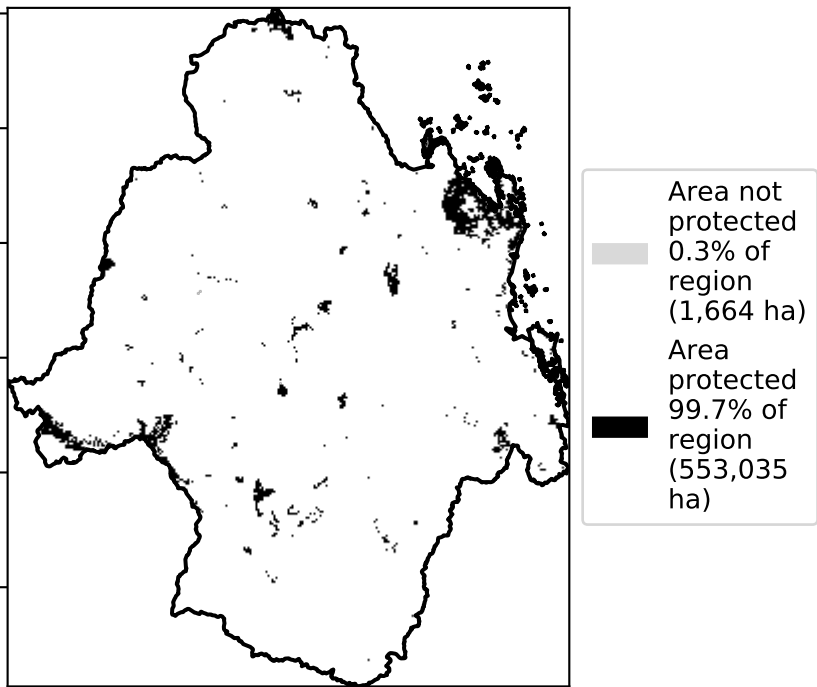 Area not
protected
0.3% of
region
(1,664 ha)
Area
protected
99.7% of
region
(553,035
ha)